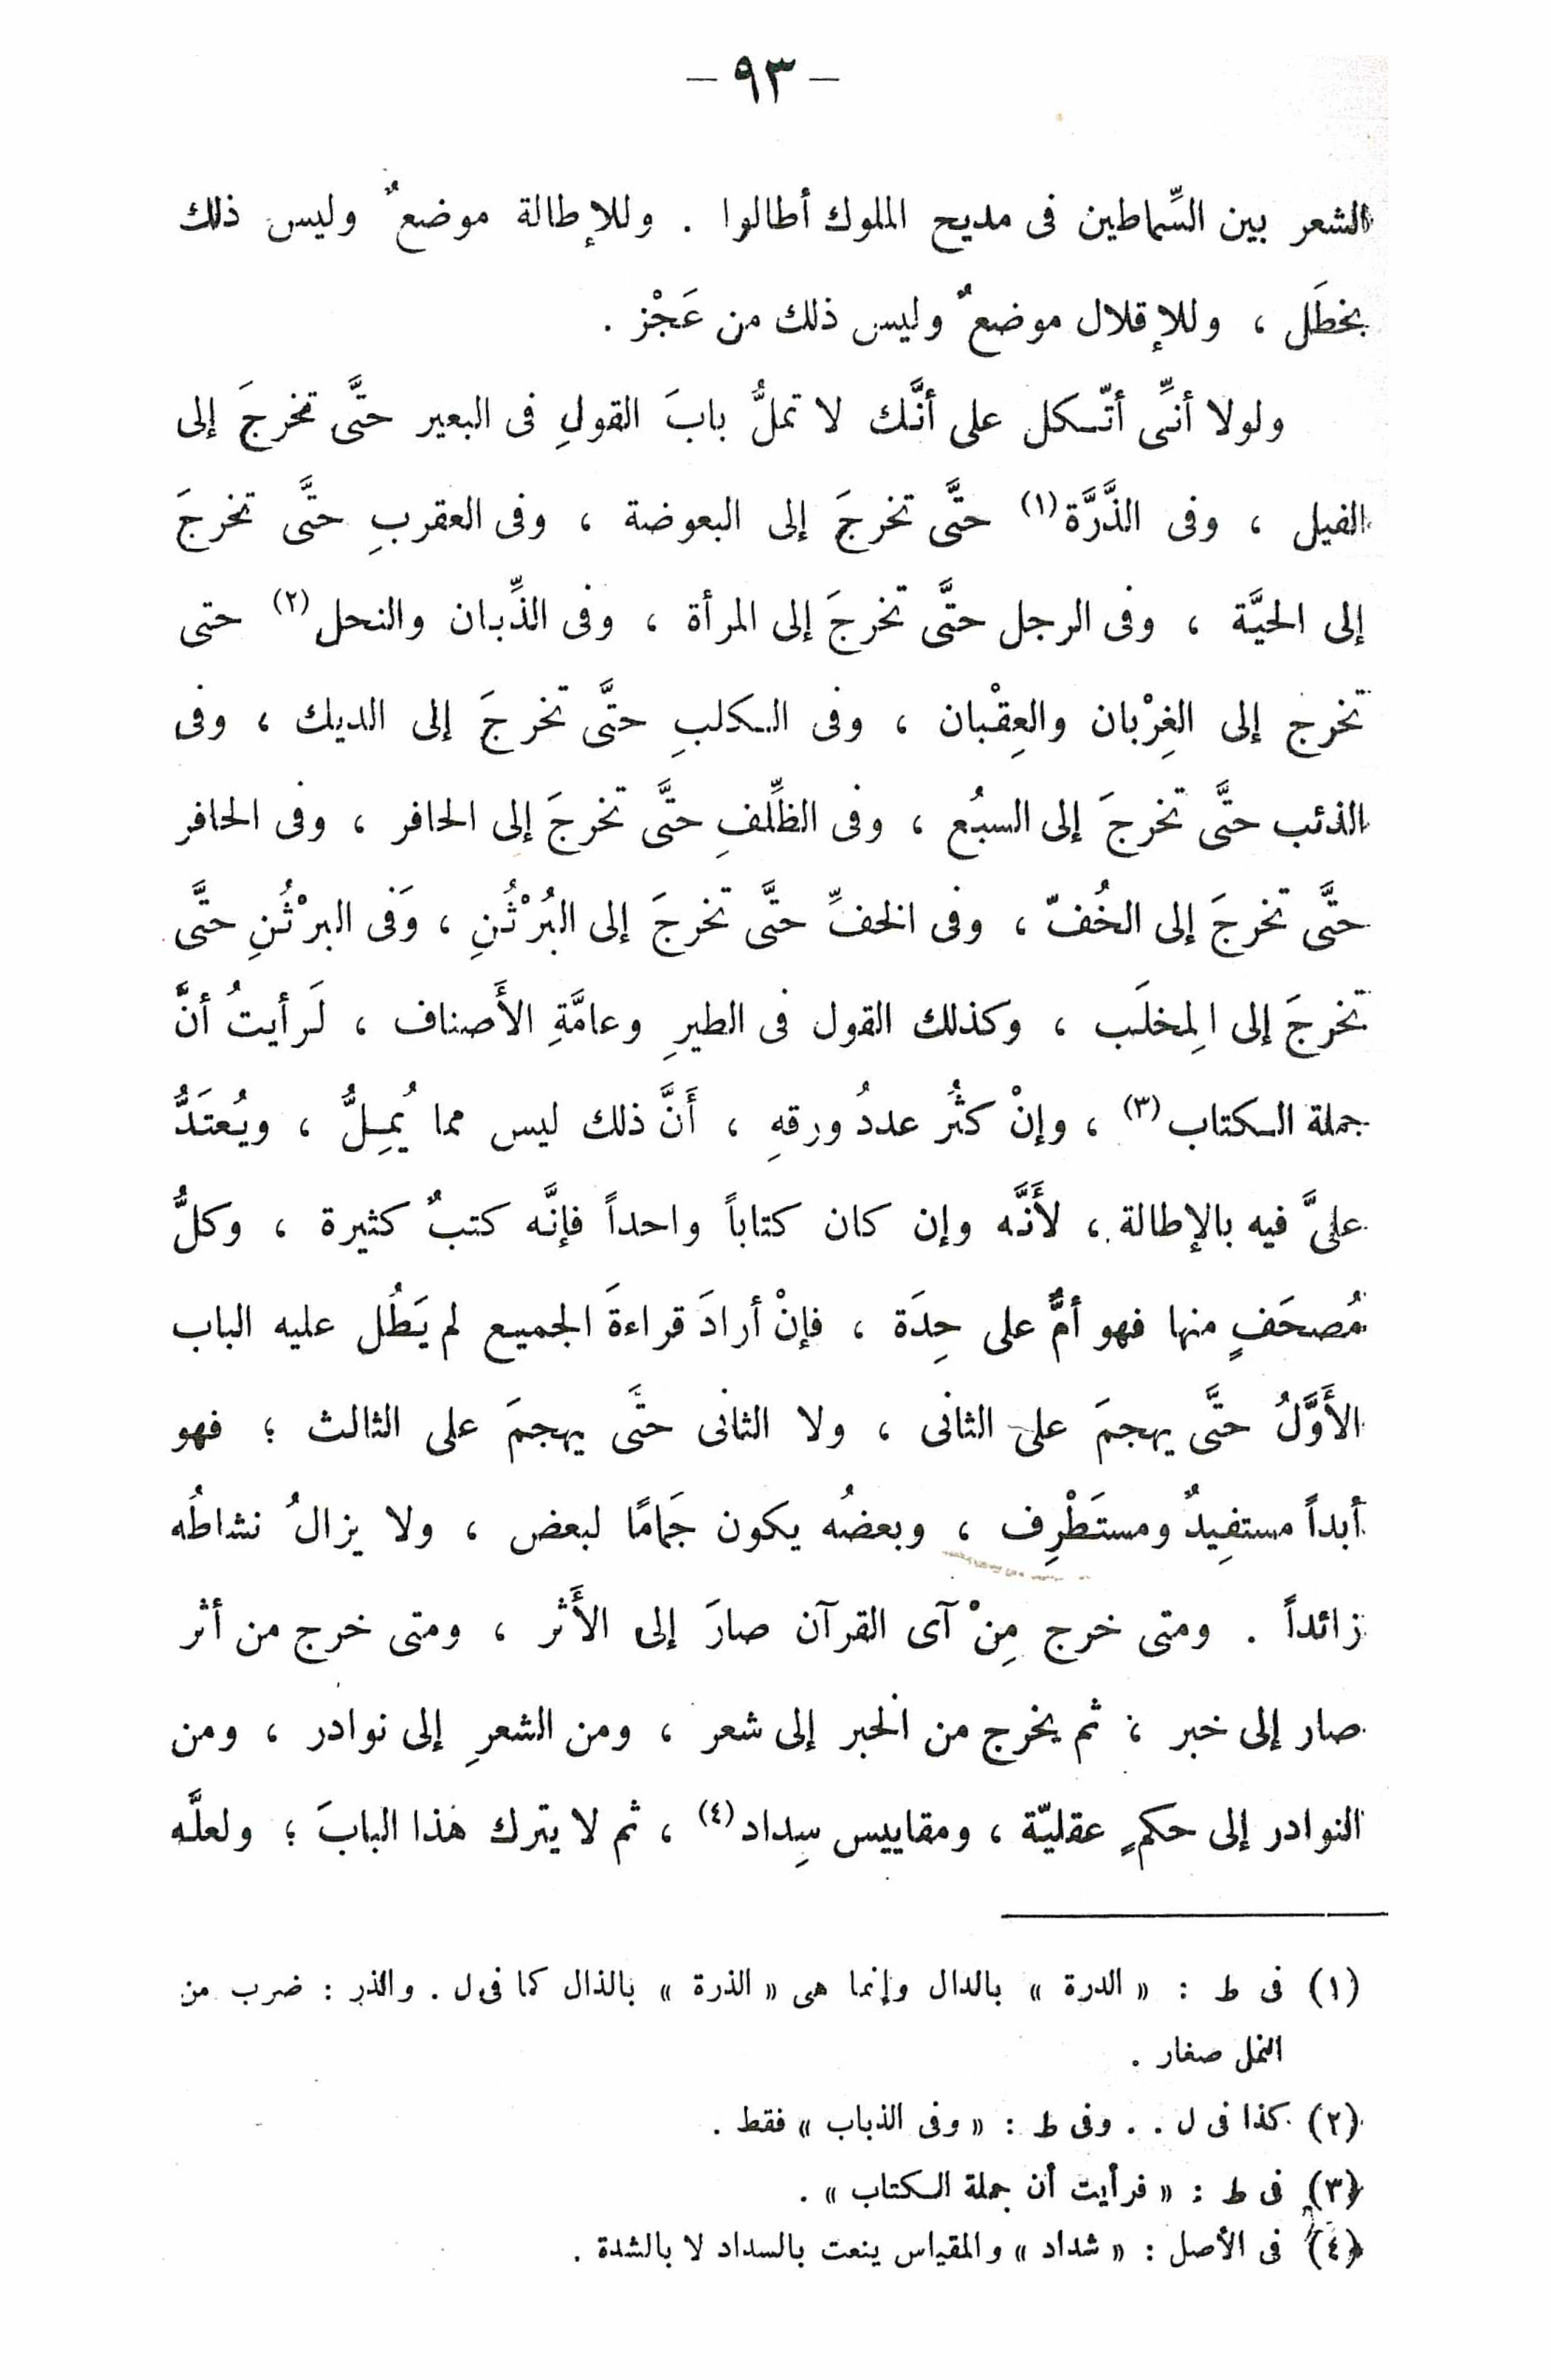 – ٩٣ –
الشعر بين السِّماطين فى مديح الملوك أطالوا . وللإطالة موضعٌ وليس ذلك
بخطَل ، وللإقلال موضعٌ وليس ذلك من عَجْز .
ولولا أنىِّ أتّكل على أنَّك لا تملُّ بابَ القولِ فى البعير حتَّى تخرجَ إلى
الفيل ، وفى الذَّرَّة(١) حتَّى تخرجَ إلى البعوضة ، وفى العقربِ حتَّى تخرجَ
إلى الحيَّة ، وفى الرجل حتَّى تخرجَ إلى المرأة ، وفى الذِّبان والنحل(٢) حتى
تخرج إلى الغِرْبان والعِقْبان ، وفى الكلبِ حتَّى تخرجَ إلى الديك ، وفى
الذئب حتَّى تخرجَ إلى السبُع ، وفى الظِّلفِ حتَّى تخرجَ إلى الحافر ، وفى الحافر
حتَّى تخرجَ إلى الخُفّ ، وفى الخفِّ حتَّى تخرجَ إلى البُرْثُنِ ، وَفى البرْثُنِ حتَّى
تخرجَ إلى المِخلَب ، وكذلك القول فى الطيرِ وعامَّةِ الأَصناف ، لَرأيتُ أنَّ
جملة الكتاب(٣) ، وإنْ كثُر عددُ ورقهِ ، أَنَّ ذلك ليس مما يُمِلُّ ، ويُعتَدُّ
علىَّ فيه بالإطالة ، لأَنَّه وإن كان كتاباً واحداً فإنَّه كتبٌ كثيرة ، وكلُّ
مُصحَفٍ منها فهو أمٌّ على حِدَة ، فإنْ أرادَ قراءةَ الجميع لم يَطُل عليه الباب
الأَوَّلُ حتَّى يهجمَ على الثانى ، ولا الثانى حتَّى يهجمَ على الثالث ؛ فهو
أبداً مستفِيدٌ ومستَطْرِف ، وبعضُه يكون جَمامًا لبعض ، ولا يزالُ نشاطُه
زائداً . ومتى خرج مِنْ آى القرآن صارَ إلى الأَثر ، ومتى خرج من أثر
صار إلى خبر ، ثم يخرج من الخبر إلى شعر ، ومن الشعرِ إلى نوادر ، ومن
النوادر إلى حكمٍ عقليّة ، ومقاييس سِداد(٤) ، ثم لا يترك هذا البابَ ؛ ولعلَّه
(١) فى ط : « الدرة » بالدال وإنما هى « الذرة » بالذال كما فى ل . والذر : ضرب من
النمل صغار .
(٢) كذا فى ل . . وفى ط : « وفى الذباب » فقط .
(٣) فى ط : « فرأيت أن جملة الكتاب » .
(٤) فى الأصل : « شداد » والمقياس ينعت بالسداد لا بالشدة .